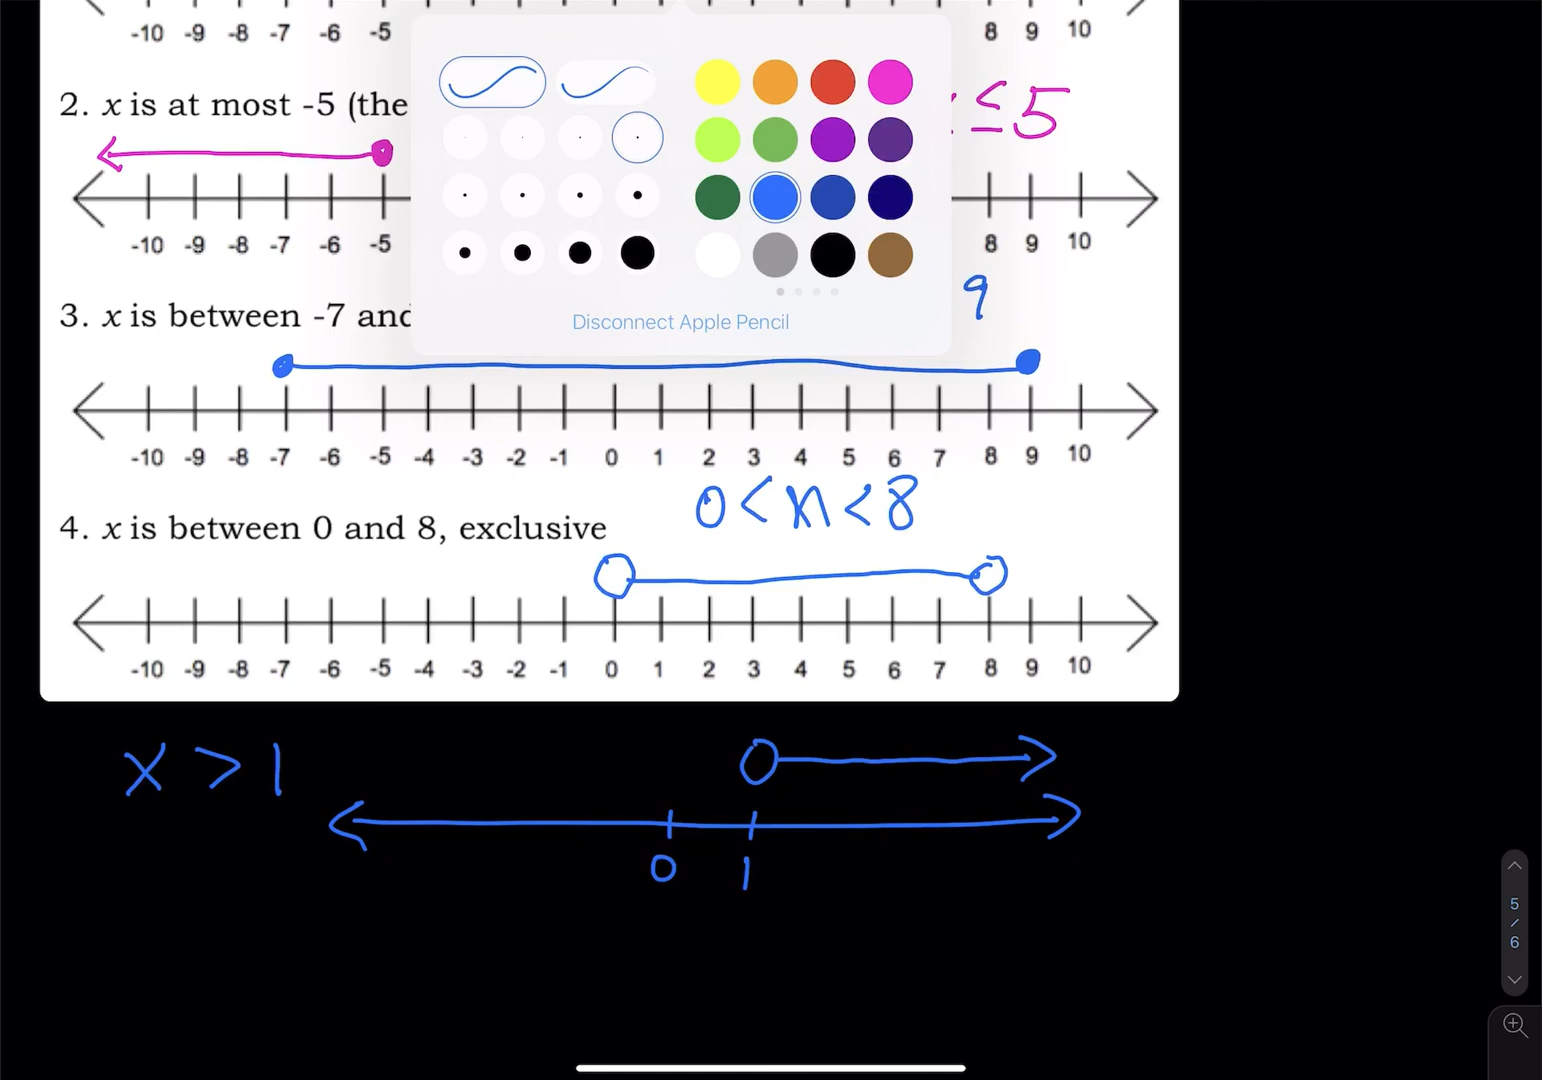 -10 -9 -8 -7 -6 -5 8 9 10
2. x is at most -5 (the ≤ 5
-10 -9 -8 -7 -6 -5 8 9 10
Disconnect Apple Pencil
3. x is between -7 and 9
-10 -9 -8 -7 -6 -5 -4 -3 -2 -1 0 1 2 3 4 5 6 7 8 9 10
0 < x < 8
4. x is between 0 and 8, exclusive
-10 -9 -8 -7 -6 -5 -4 -3 -2 -1 0 1 2 3 4 5 6 7 8 9 10
x > 1
0 1
5
/
6